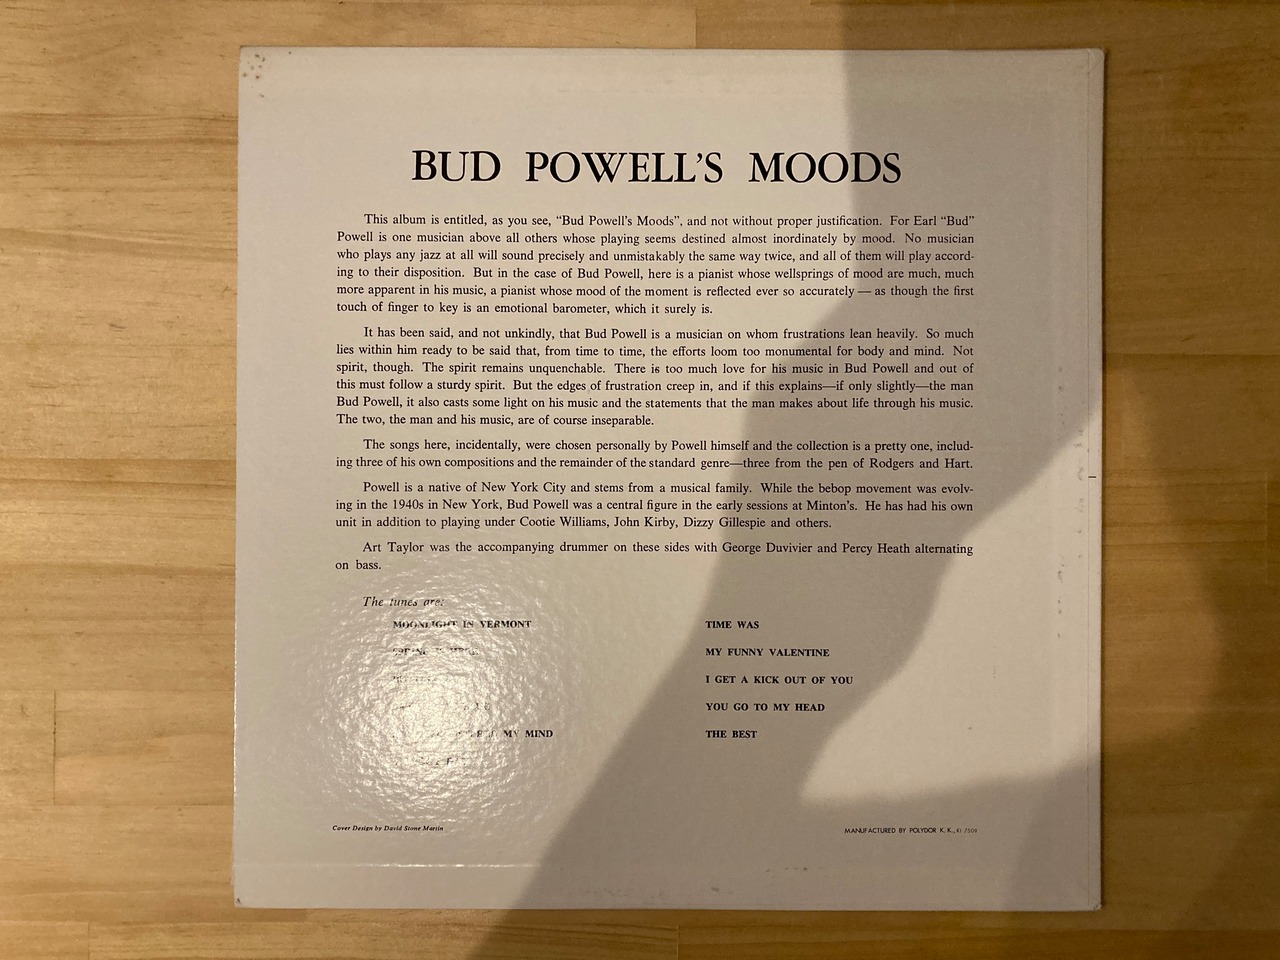 BUD POWELL'S MOODS
This album is entitled, as you see, “Bud Powell's Moods”, and not without proper justification. For Earl “Bud”
Powell is one musician above all others whose playing seems destined almost inordinately by mood. No musician
who plays any jazz at all will sound precisely and unmistakably the same way twice, and all of them will play accord-
ing to their disposition. But in the case of Bud Powell, here is a pianist whose wellsprings of mood are much, much
more apparent in his music, a pianist whose mood of the moment is reflected ever so accurately — as though the first
touch of finger to key is an emotional barometer, which it surely is.
It has been said, and not unkindly, that Bud Powell is a musician on whom frustrations lean heavily. So much
lies within him ready to be said that, from time to time, the efforts loom too monumental for body and mind. Not
spirit, though. The spirit remains unquenchable. There is too much love for his music in Bud Powell and out of
this must follow a sturdy spirit. But the edges of frustration creep in, and if this explains—if only slightly—the man
Bud Powell, it also casts some light on his music and the statements that the man makes about life through his music.
The two, the man and his music, are of course inseparable.
The songs here, incidentally, were chosen personally by Powell himself and the collection is a pretty one, includ-
ing three of his own compositions and the remainder of the standard genre—three from the pen of Rodgers and Hart.
Powell is a native of New York City and stems from a musical family. While the bebop movement was evolv-
ing in the 1940s in New York, Bud Powell was a central figure in the early sessions at Minton's. He has had his own
unit in addition to playing under Cootie Williams, John Kirby, Dizzy Gillespie and others.
Art Taylor was the accompanying drummer on these sides with George Duvivier and Percy Heath alternating
on bass.
The tunes are:
MOONLIGHT IN VERMONT
SPRING IS
MY MIND
TIME WAS
MY FUNNY VALENTINE
I GET A KICK OUT OF YOU
YOU GO TO MY HEAD
THE BEST
Cover Design by David Stone Martin
MANUFACTURED BY POLYDOR K. K.,